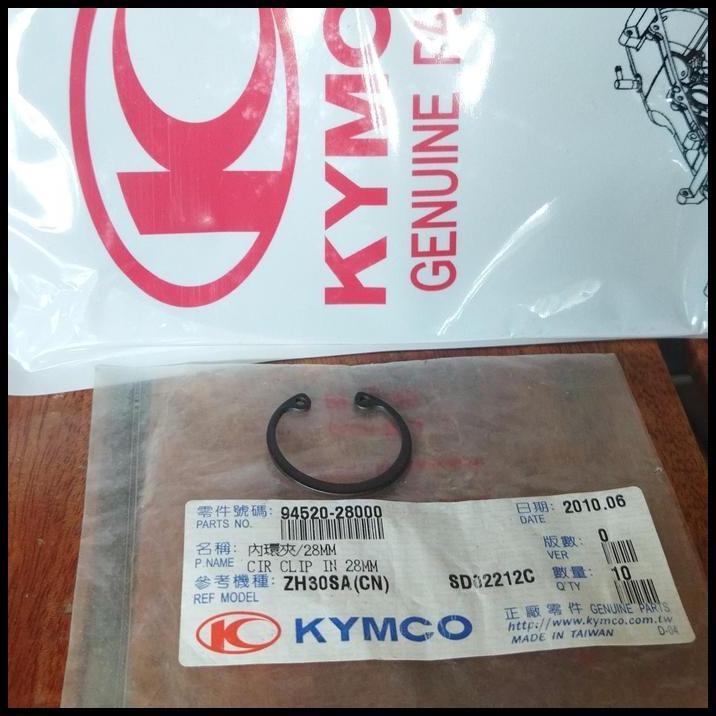 KYMCO
GENUINE PA
零件號碼: 94520-28000
PARTS NO.
日期: 2010.06
DATE
名稱: 內環夾/28MM
P.NAME CIR CLIP IN 28MM
版數: 0
VER
參考機種: ZH30SA(CN) SD02212C
REF MODEL
數量: 10
Q'TY
KYMCO
正廠零件 GENUINE PARTS
http://www.kymco.com.tw
MADE IN TAIWAN D-04